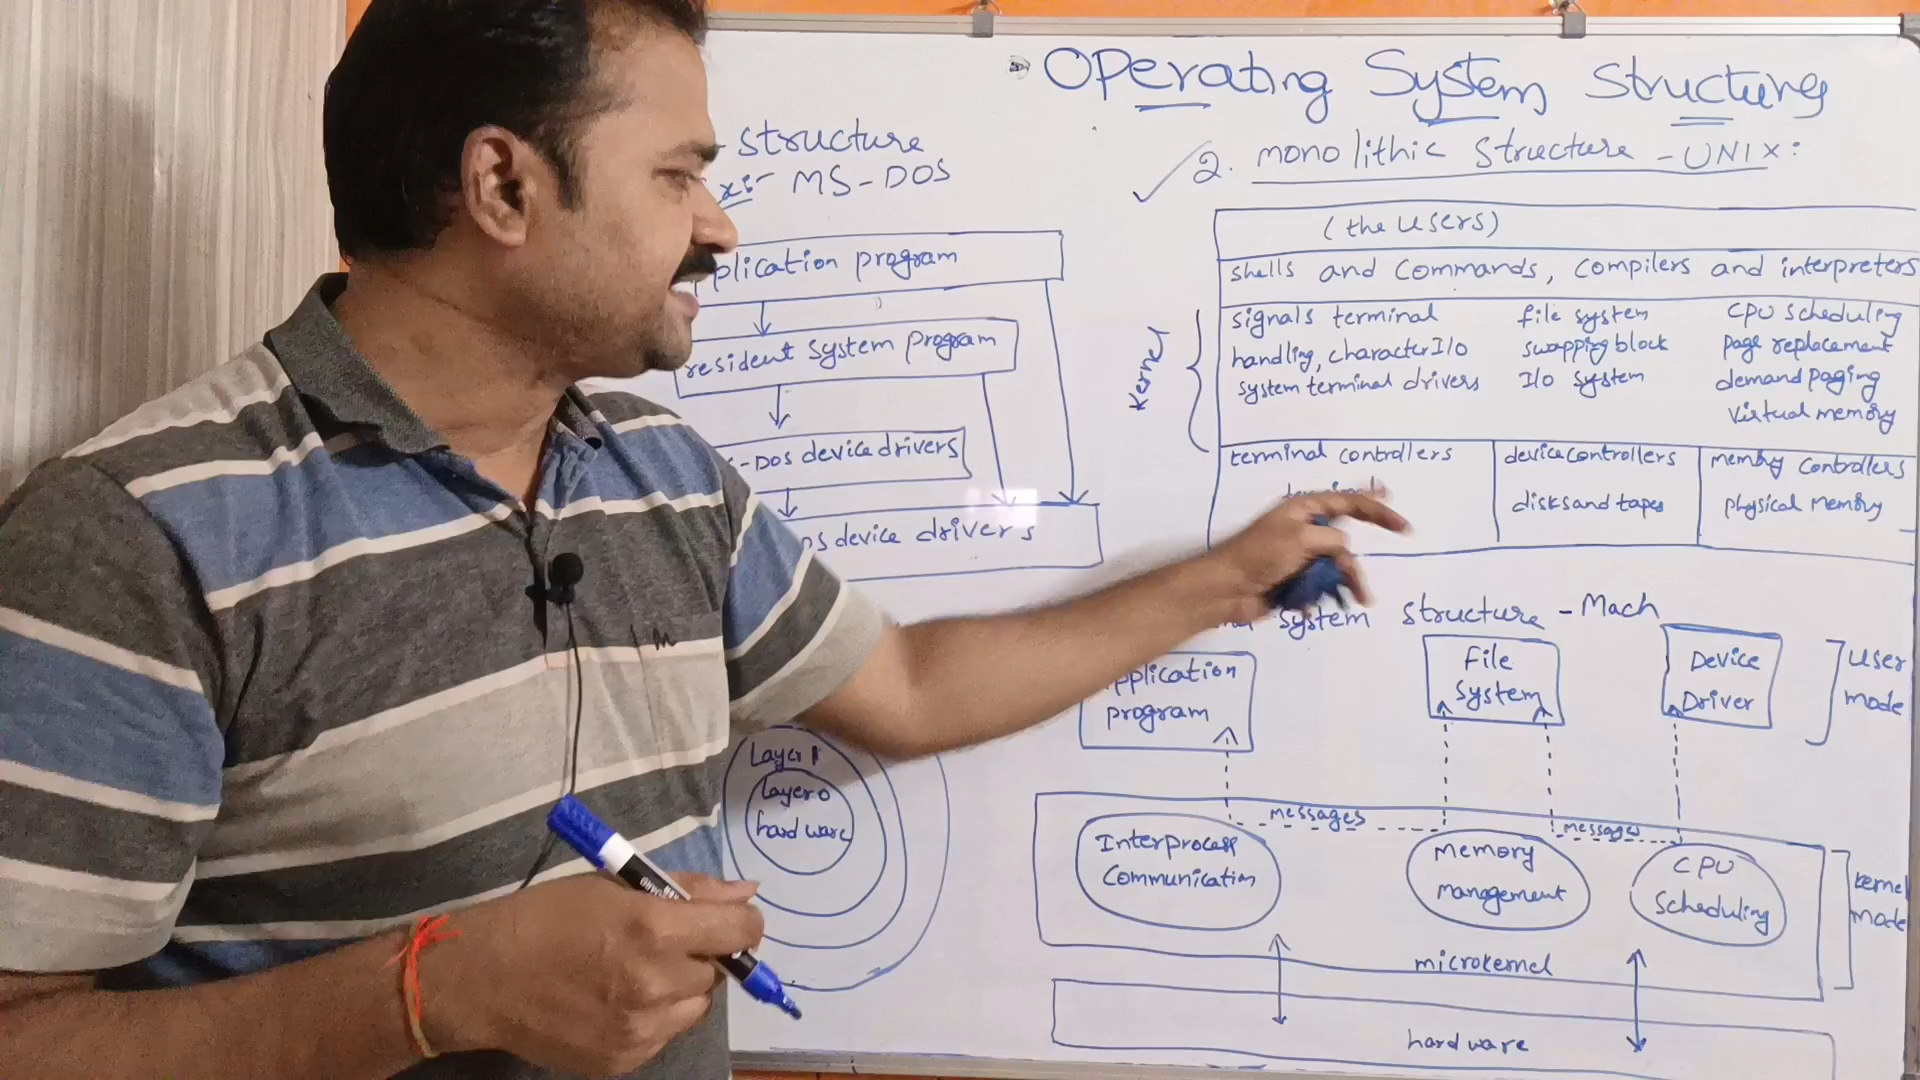 Operating System Structures
structure
MS-DOS
plication program
resident system program
-DOS device drivers
device drivers
Layer 1
Layer 0
hardware
2. monolithic structure - UNIX:
(the users)
shells and commands, compilers and interpreters
Kernel
signals terminal
handling, character I/o
system terminal drivers
file system
swapping block
I/o system
CPU scheduling
page replacement
demand paging
virtual memory
terminal controllers
device controllers
disks and tapes
memory controllers
physical memory
system structure - Mach
pplication
program
File
System
Device
Driver
user
mode
messages
messages
Interprocess
Communication
memory
management
CPU
scheduling
kernel
mode
microkernel
hardware